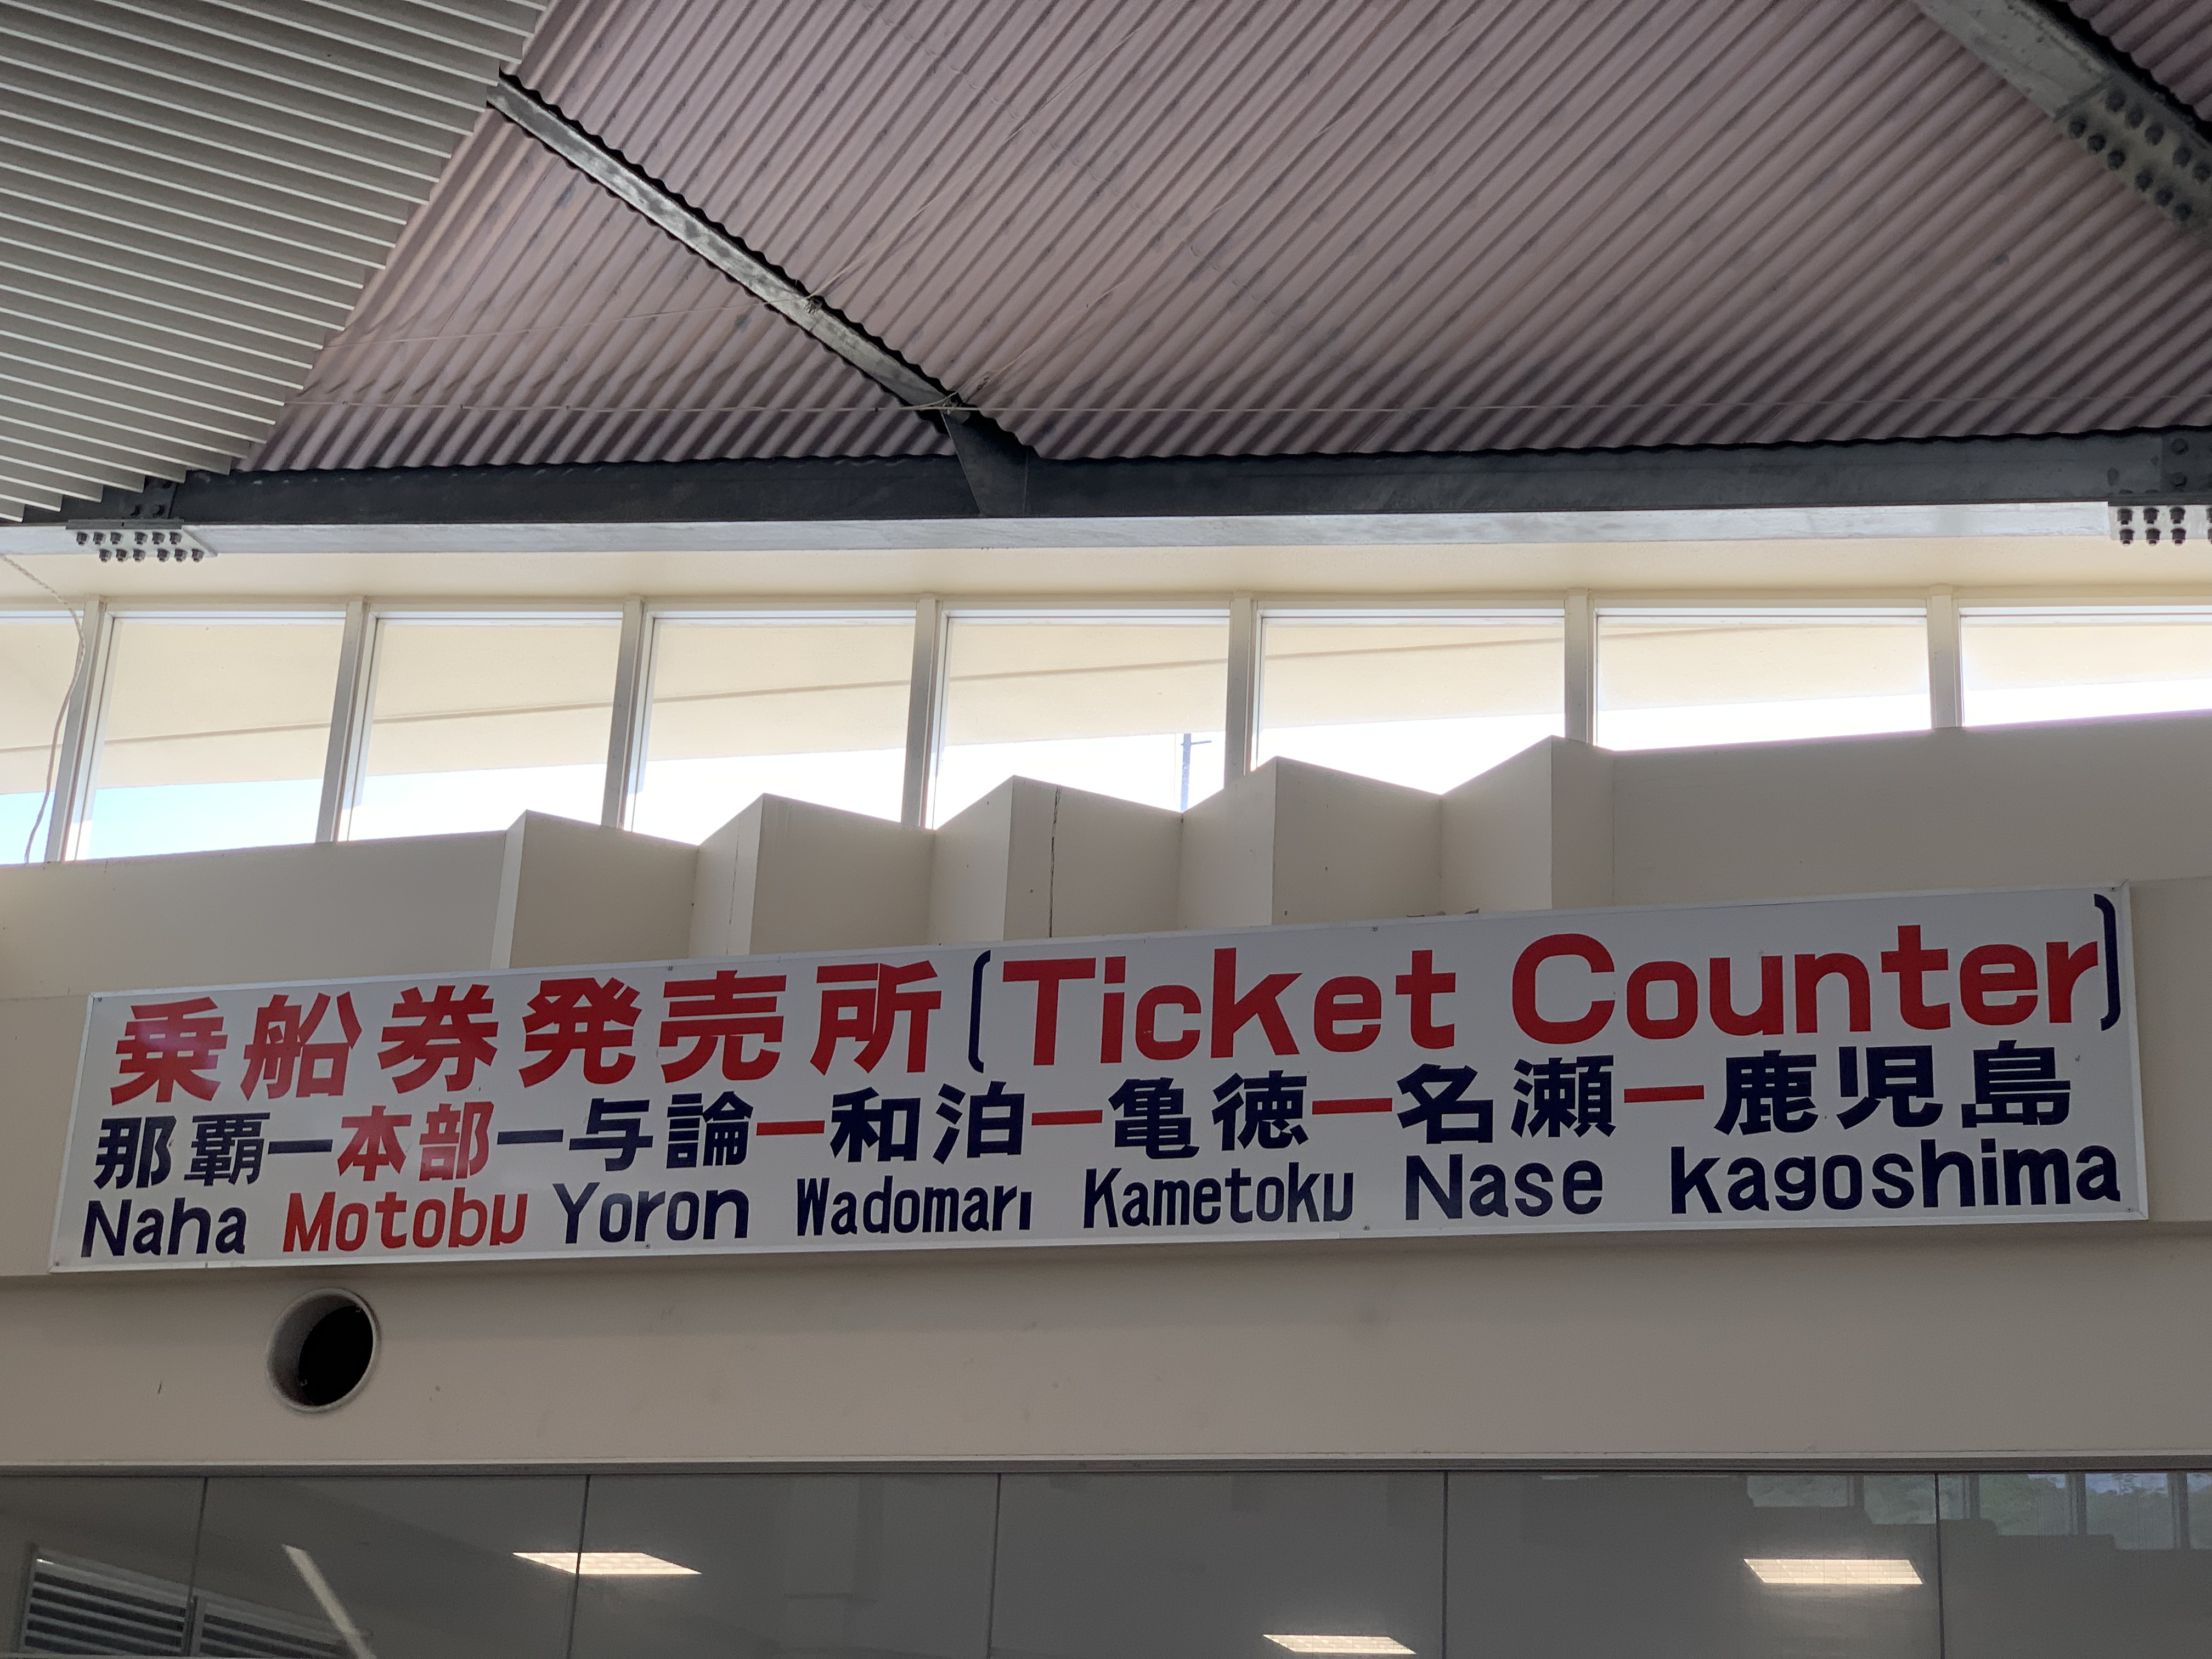 乗船券発売所(Ticket Counter)
那覇ー本部ー与論ー和泊ー亀徳ー名瀬ー鹿児島
Naha Motobu Yoron Wadomari Kametoku Nase kagoshima